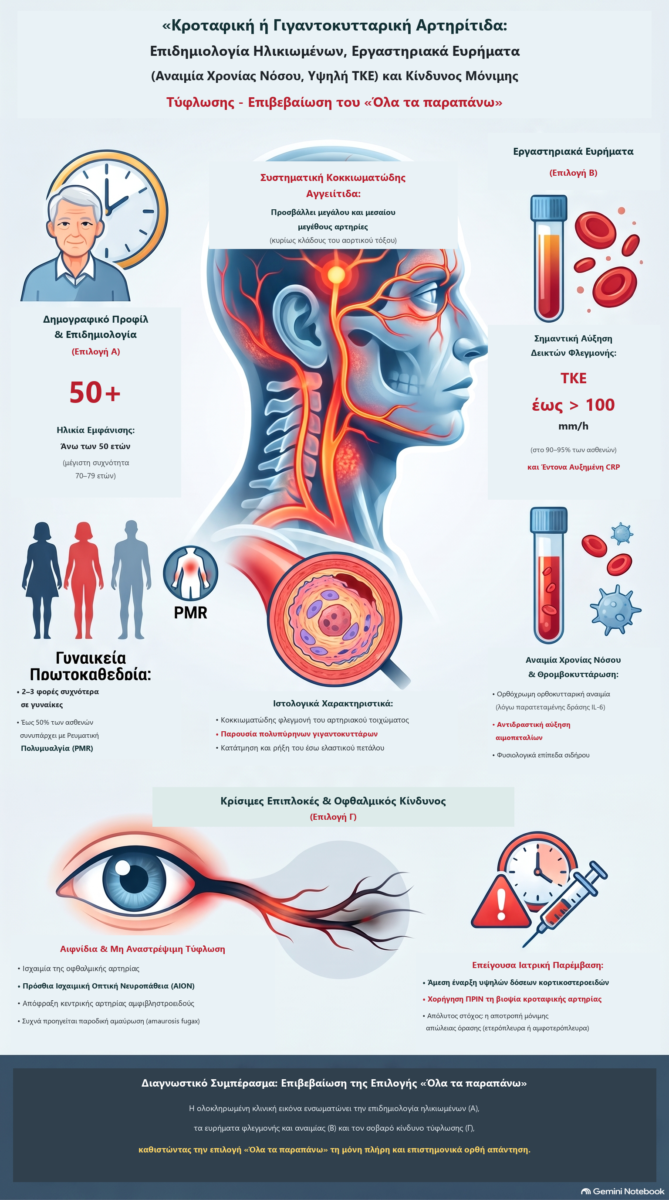 «Κροταφική ή Γιγαντοκυτταρική Αρτηρίτιδα:
Επιδημιολογία Ηλικιωμένων, Εργαστηριακά Ευρήματα
(Αναιμία Χρονίας Νόσου, Υψηλή ΤΚΕ) και Κίνδυνος Μόνιμης
Τύφλωσης - Επιβεβαίωση του «Όλα τα παραπάνω»
Συστηματική Κοκκιωματώδης
Αγγειίτιδα:
Προσβάλλει μεγάλου και μεσαίου
μεγέθους αρτηρίες
(κυρίως κλάδους του αορτικού τόξου)
Εργαστηριακά Ευρήματα
(Επιλογή Β)
Δημογραφικό Προφίλ
& Επιδημιολογία
(Επιλογή Α)
50+
Ηλικία Εμφάνισης:
Άνω των 50 ετών
(μέγιστη συχνότητα
70–79 ετών)
Σημαντική Αύξηση
Δεικτών Φλεγμονής:
ΤΚΕ
έως > 100
mm/h
(στο 90–95% των ασθενών)
και Έντονα Αυξημένη CRP
PMR
Γυναικεία
Πρωτοκαθεδρία:
• 2–3 φορές συχνότερα
σε γυναίκες
• Έως 50% των ασθενών
συνυπάρχει με Ρευματική
Πολυμυαλγία (PMR)
Ιστολογικά Χαρακτηριστικά:
• Κοκκιωματώδης φλεγμονή του αρτηριακού τοιχώματος
• Παρουσία πολυπύρηνων γιγαντοκυττάρων
• Κατάτμηση και ρήξη του έσω ελαστικού πετάλου
Αναιμία Χρονίας Νόσου
& Θρομβοκυττάρωση:
• Ορθόχρωμη ορθοκυτταρική αναιμία
(λόγω παρατεταμένης δράσης IL-6)
• Αντιδραστική αύξηση
αιμοπεταλίων
• Φυσιολογικά επίπεδα σιδήρου
Κρίσιμες Επιπλοκές & Οφθαλμικός Κίνδυνος
(Επιλογή Γ)
Αιφνίδια & Μη Αναστρέψιμη Τύφλωση
• Ισχαιμία της οφθαλμικής αρτηρίας
• Πρόσθια Ισχαιμική Οπτική Νευροπάθεια (AION)
• Απόφραξη κεντρικής αρτηρίας αμφιβληστροειδούς
• Συχνά προηγείται παροδική αμαύρωση (amaurosis fugax)
Επείγουσα Ιατρική Παρέμβαση:
• Άμεση έναρξη υψηλών δόσεων κορτικοστεροειδών
• Χορήγηση ΠΡΙΝ τη βιοψία κροταφικής αρτηρίας
• Απόλυτος στόχος: η αποτροπή μόνιμης
απώλειας όρασης (ετερόπλευρα ή αμφοτερόπλευρα)
Διαγνωστικό Συμπέρασμα: Επιβεβαίωση της Επιλογής «Όλα τα παραπάνω»
Η ολοκληρωμένη κλινική εικόνα ενσωματώνει την επιδημιολογία ηλικιωμένων (Α),
τα ευρήματα φλεγμονής και αναιμίας (Β) και τον σοβαρό κίνδυνο τύφλωσης (Γ),
καθιστώντας την επιλογή «Όλα τα παραπάνω» τη μόνη πλήρη και επιστημονικά ορθή απάντηση.
Gemini Notebook